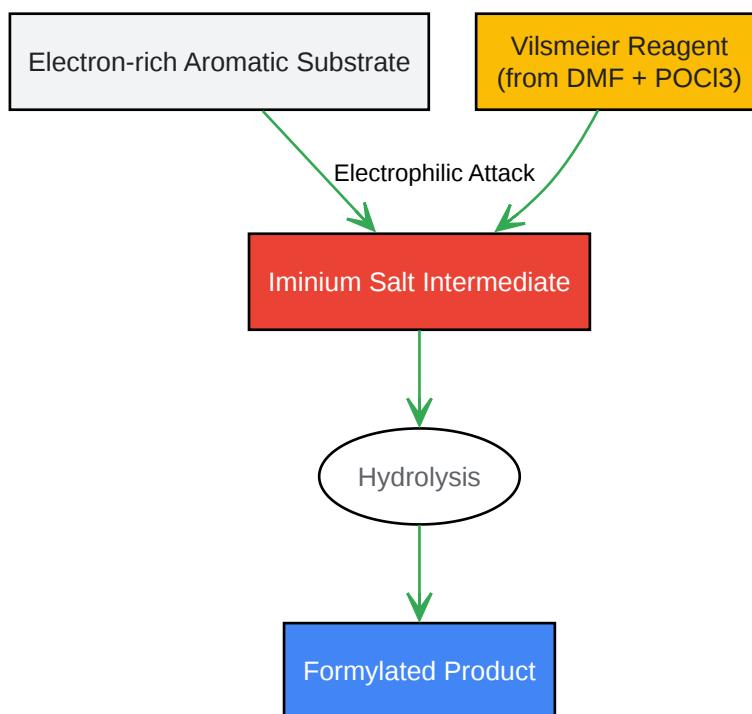 Electron-rich Aromatic Substrate
Vilsmeier Reagent
(from DMF + POCl3)
Electrophilic Attack
Iminium Salt Intermediate
Hydrolysis
Formylated Product